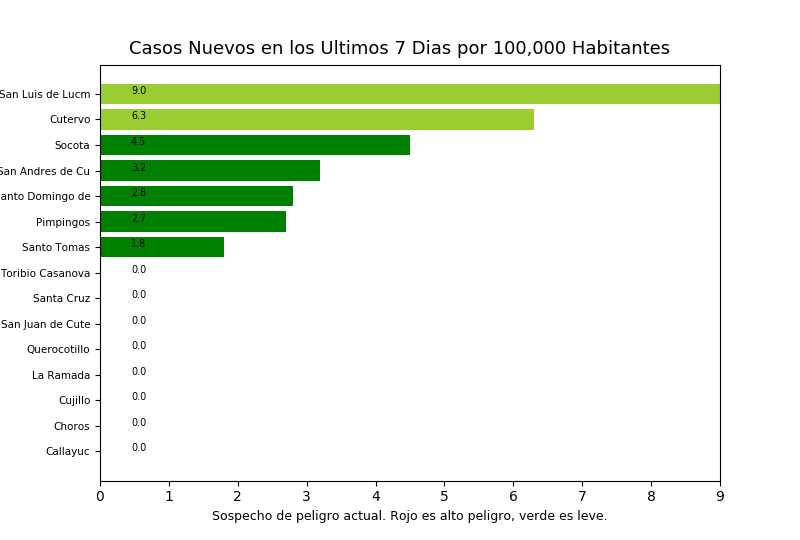 Casos Nuevos en los Ultimos 7 Dias por 100,000 Habitantes
San Luis de Lucm 9.0
Cutervo 6.3
Socota 4.5
San Andres de Cu 3.2
anto Domingo de 2.8
Pimpingos 2.7
Santo Tomas 1.8
Toribio Casanova 0.0
Santa Cruz 0.0
San Juan de Cute 0.0
Querocotillo 0.0
La Ramada 0.0
Cujillo 0.0
Choros 0.0
Callayuc 0.0
0 1 2 3 4 5 6 7 8 9
Sospecho de peligro actual. Rojo es alto peligro, verde es leve.